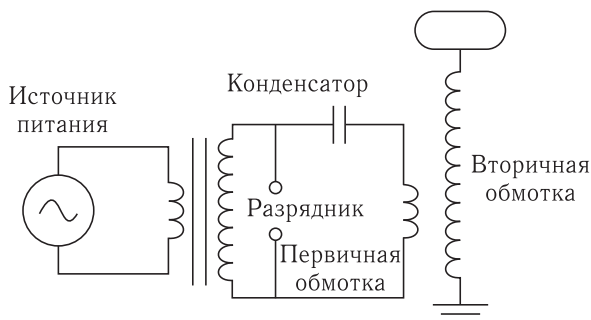 Источник
питания
Конденсатор
Разрядник
Первичная
обмотка
Вторичная
обмотка